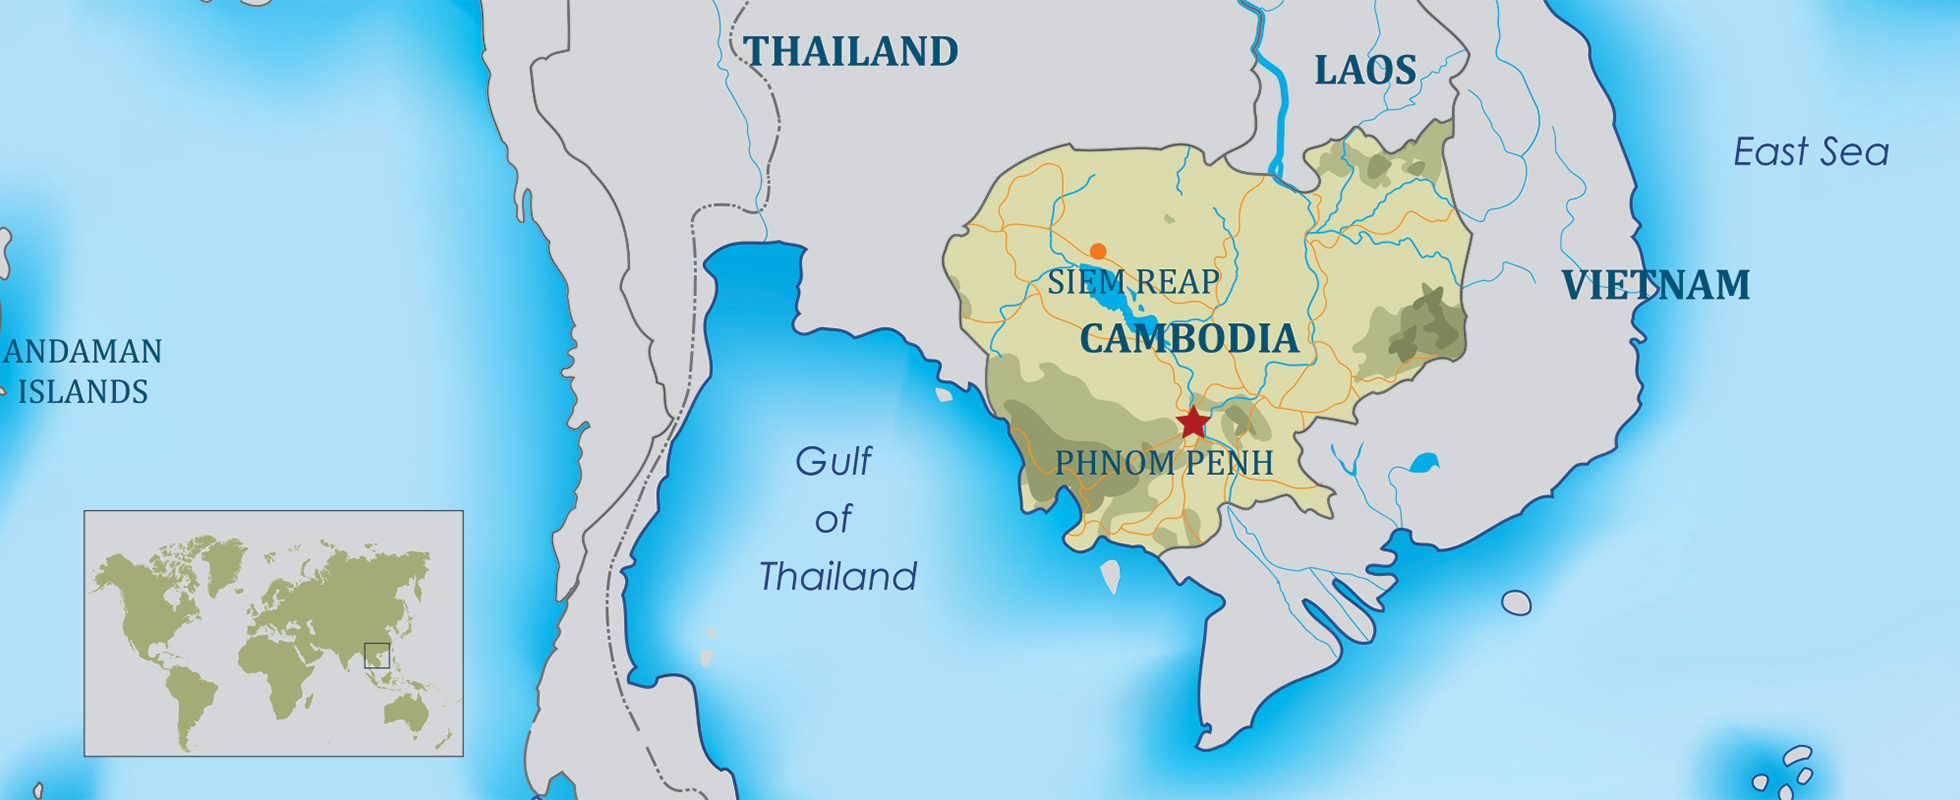 THAILAND
LAOS
East Sea
SIEM REAP
VIETNAM
CAMBODIA
ANDAMAN
ISLANDS
Gulf
of
Thailand
PHNOM PENH